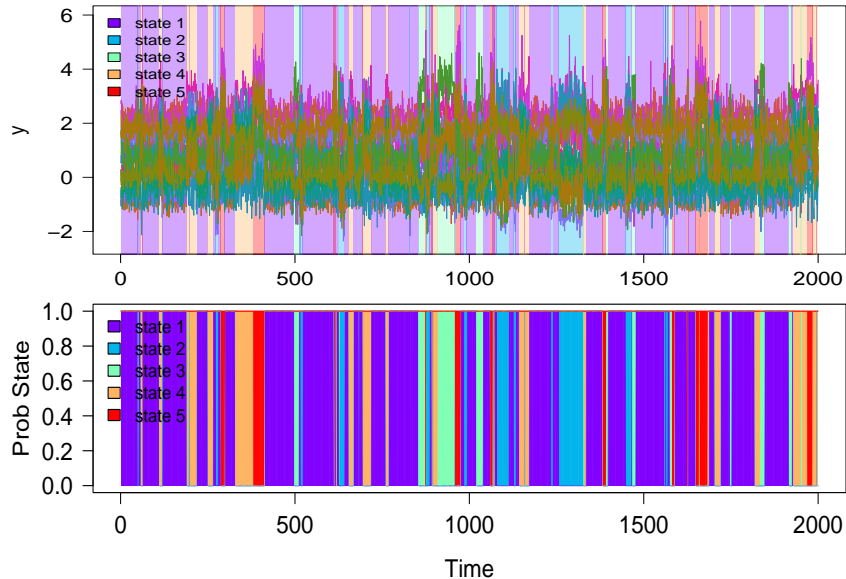 6
4
2
0
−2
y
state 1
state 2
state 3
state 4
state 5
0 500 1000 1500 2000
1.0
0.8
0.6
0.4
0.2
0.0
Prob State
state 1
state 2
state 3
state 4
state 5
0 500 1000 1500 2000
Time